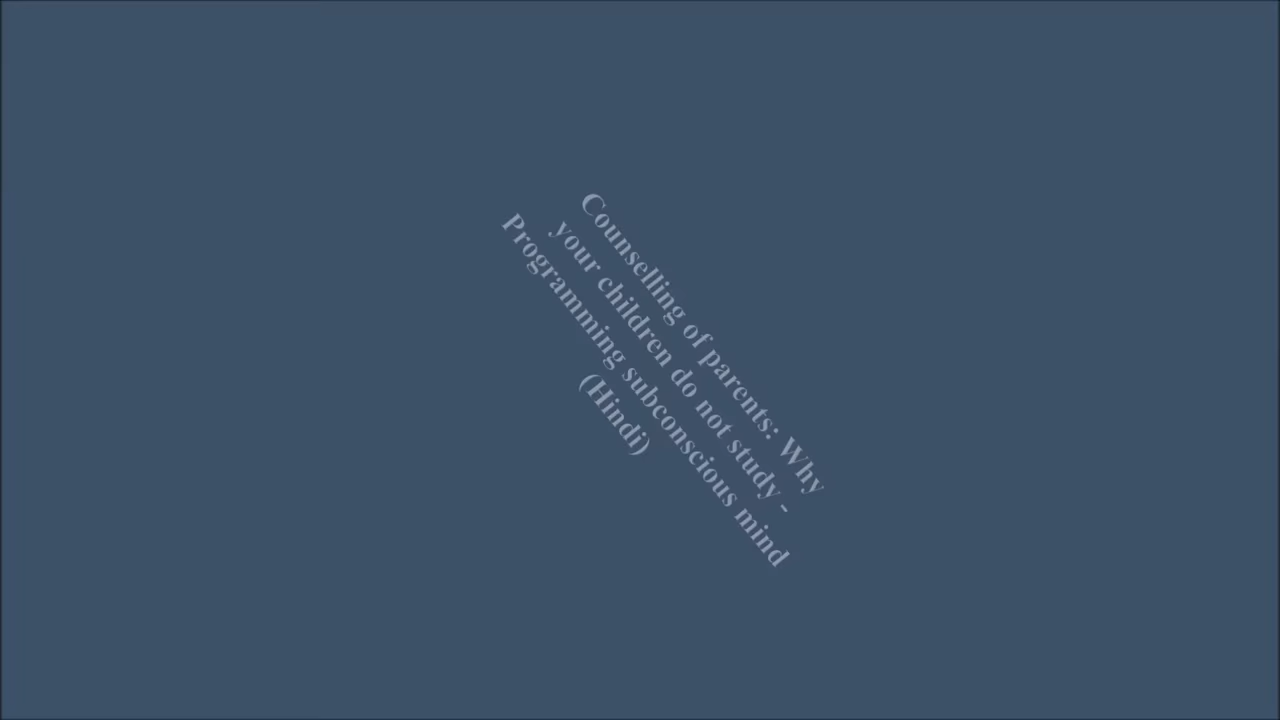 Counselling of parents: Why
your children do not study -
Programming subconscious mind
(Hindi)